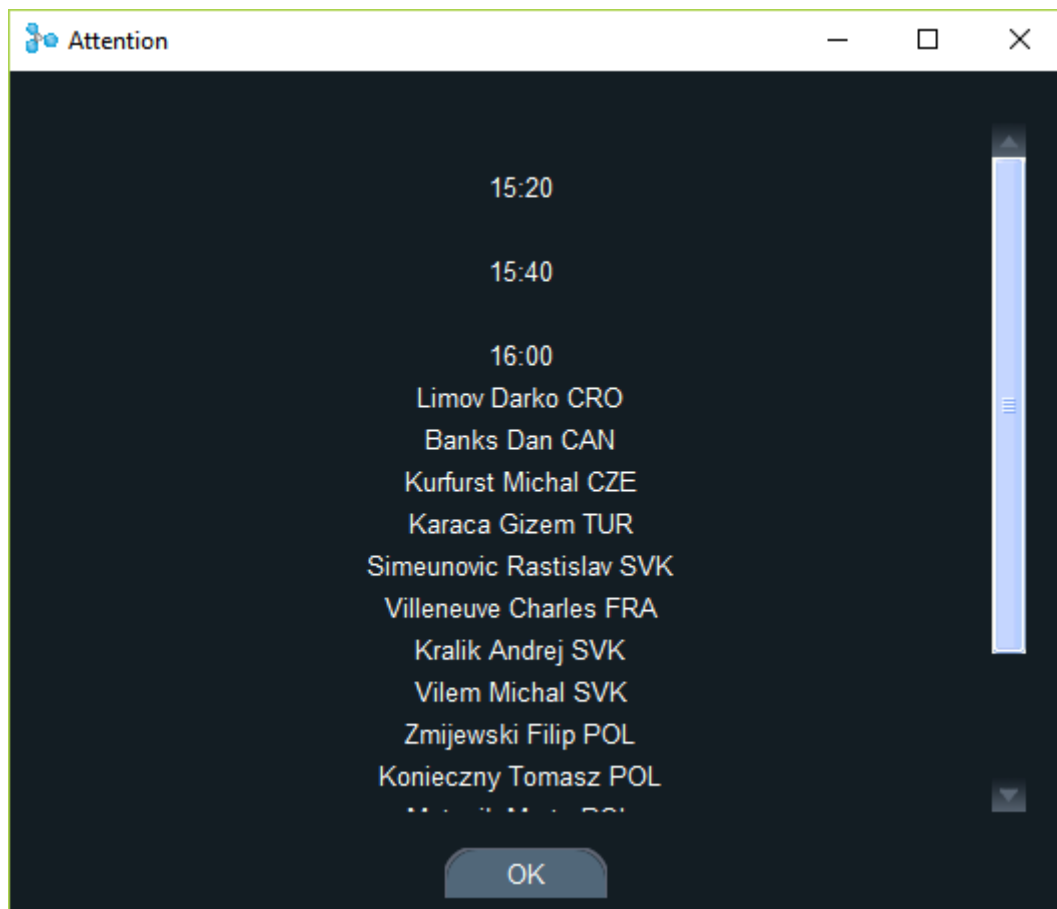 Attention
15:20
15:40
16:00
Limov Darko CRO
Banks Dan CAN
Kurfurst Michal CZE
Karaca Gizem TUR
Simeunovic Rastislav SVK
Villeneuve Charles FRA
Kralik Andrej SVK
Vilem Michal SVK
Zmijewski Filip POL
Konieczny Tomasz POL
OK